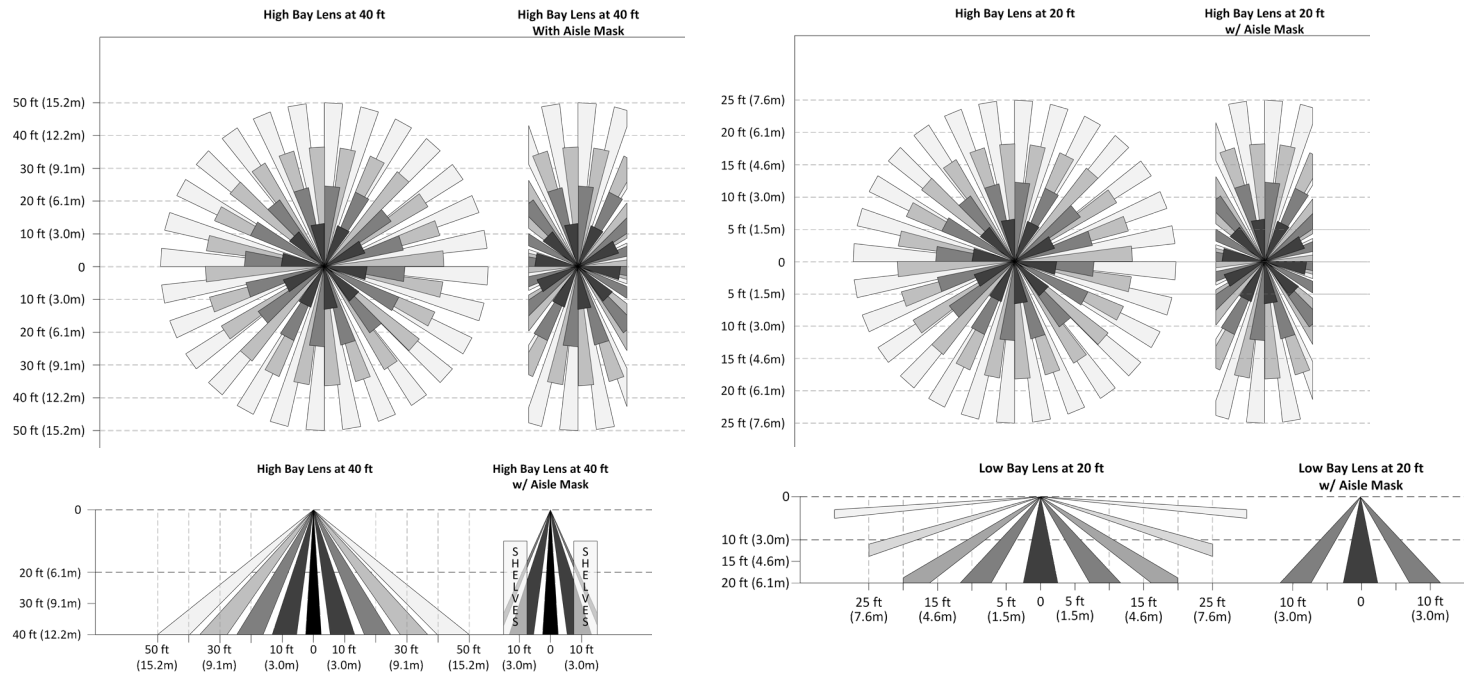 High Bay Lens at 40 ft
High Bay Lens at 40 ft
With Aisle Mask
50 ft (15.2m)
40 ft (12.2m)
30 ft (9.1m)
20 ft (6.1m)
10 ft (3.0m)
0
10 ft (3.0m)
20 ft (6.1m)
30 ft (9.1m)
40 ft (12.2m)
50 ft (15.2m)
High Bay Lens at 20 ft
High Bay Lens at 20 ft
w/ Aisle Mask
25 ft (7.6m)
20 ft (6.1m)
15 ft (4.6m)
10 ft (3.0m)
5 ft (1.5m)
0
5 ft (1.5m)
10 ft (3.0m)
15 ft (4.6m)
20 ft (6.1m)
25 ft (7.6m)
High Bay Lens at 40 ft
High Bay Lens at 40 ft
w/ Aisle Mask
0
20 ft (6.1m)
30 ft (9.1m)
40 ft (12.2m)
SHELVES
SHELVES
50 ft 30 ft 10 ft 0 10 ft 30 ft 50 ft
(15.2m) (9.1m) (3.0m) (3.0m) (9.1m) (15.2m)
10 ft 0 10 ft
(3.0m) (3.0m)
Low Bay Lens at 20 ft
Low Bay Lens at 20 ft
w/ Aisle Mask
0
10 ft (3.0m)
15 ft (4.6m)
20 ft (6.1m)
25 ft 15 ft 5 ft 0 5 ft 15 ft 25 ft
(7.6m) (4.6m) (1.5m) (1.5m) (4.6m) (7.6m)
10 ft 0 10 ft
(3.0m) (3.0m)